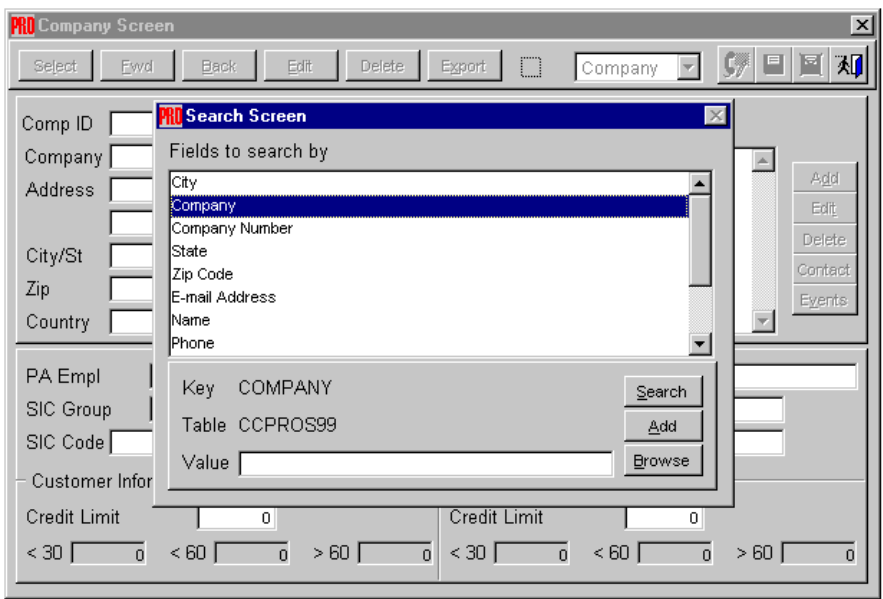 PRO Company Screen
Select Fwd Back Edit Delete Export Company
PRO Search Screen
Fields to search by
City
Company
Company Number
State
Zip Code
E-mail Address
Name
Phone
Key COMPANY
Table CCPROS99
Value
Search
Add
Browse
Comp ID
Company
Address
City/St
Zip
Country
Add
Edit
Delete
Contact
Events
PA Empl
SIC Group
SIC Code
Customer Infor
Credit Limit 0 Credit Limit 0
< 30 0 < 60 0 > 60 0 < 30 0 < 60 0 > 60 0